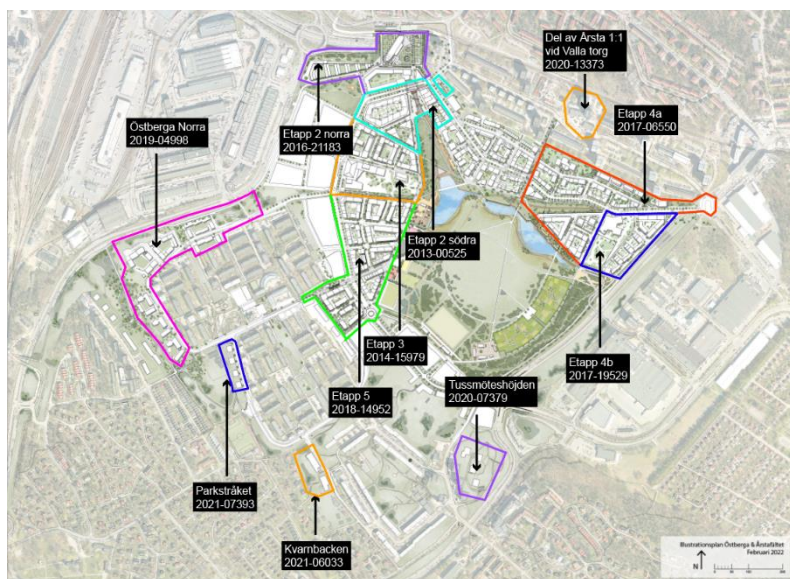 Del av Årsta 1:1
vid Valla torg
2020-13373
Etapp 4a
2017-06550
Etapp 2 norra
2016-21183
Östberga Norra
2019-04998
Etapp 2 södra
2013-00525
Etapp 3
2014-15979
Etapp 4b
2017-19529
Etapp 5
2018-14952
Tussmöteshöjden
2020-07379
Parkstråket
2021-07393
Kvarnbacken
2021-06033
Illustrationsplan Östberga & Årstafältet
Februari 2022
N